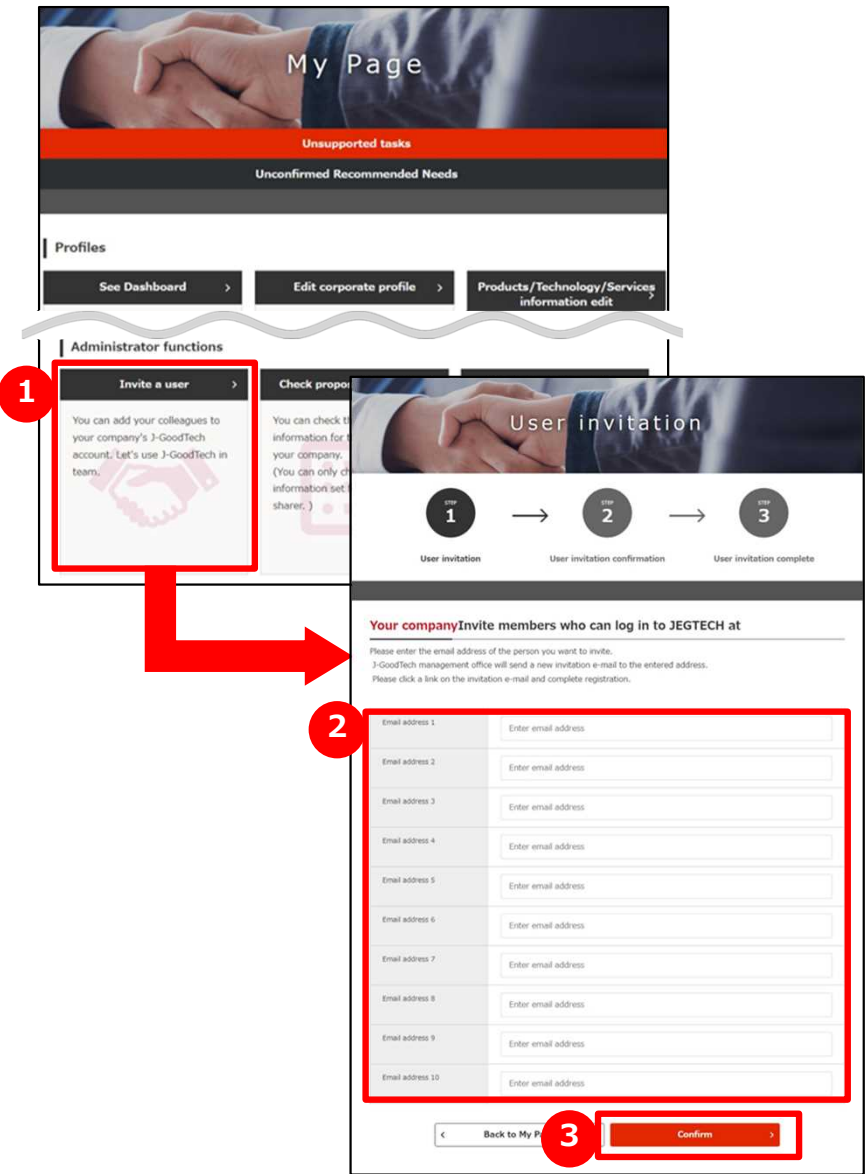 My Page
Unsupported tasks
Unconfirmed Recommended Needs
Profiles
See Dashboard >
Edit corporate profile >
Products/Technology/Services
information edit >
Administrator functions
1
Invite a user >
You can add your colleagues to
your company's J-GoodTech
account. Let's use J-GoodTech in
team.
Check
You can check
information for
your company.
(You can only
information set
sharer. )
User invitation
STEP
1
STEP
2
STEP
3
User invitation
User invitation confirmation
User invitation complete
Your companyInvite members who can log in to JEGTECH at
Please enter the email address of the person you want to invite.
J-GoodTech management office will send a new invitation e-mail to the entered address.
Please click a link on the invitation e-mail and complete registration.
2
Email address 1
Enter email address
Email address 2
Enter email address
Email address 3
Enter email address
Email address 4
Enter email address
Email address 5
Enter email address
Email address 6
Enter email address
Email address 7
Enter email address
Email address 8
Enter email address
Email address 9
Enter email address
Email address 10
Enter email address
< Back to My
3
Confirm >